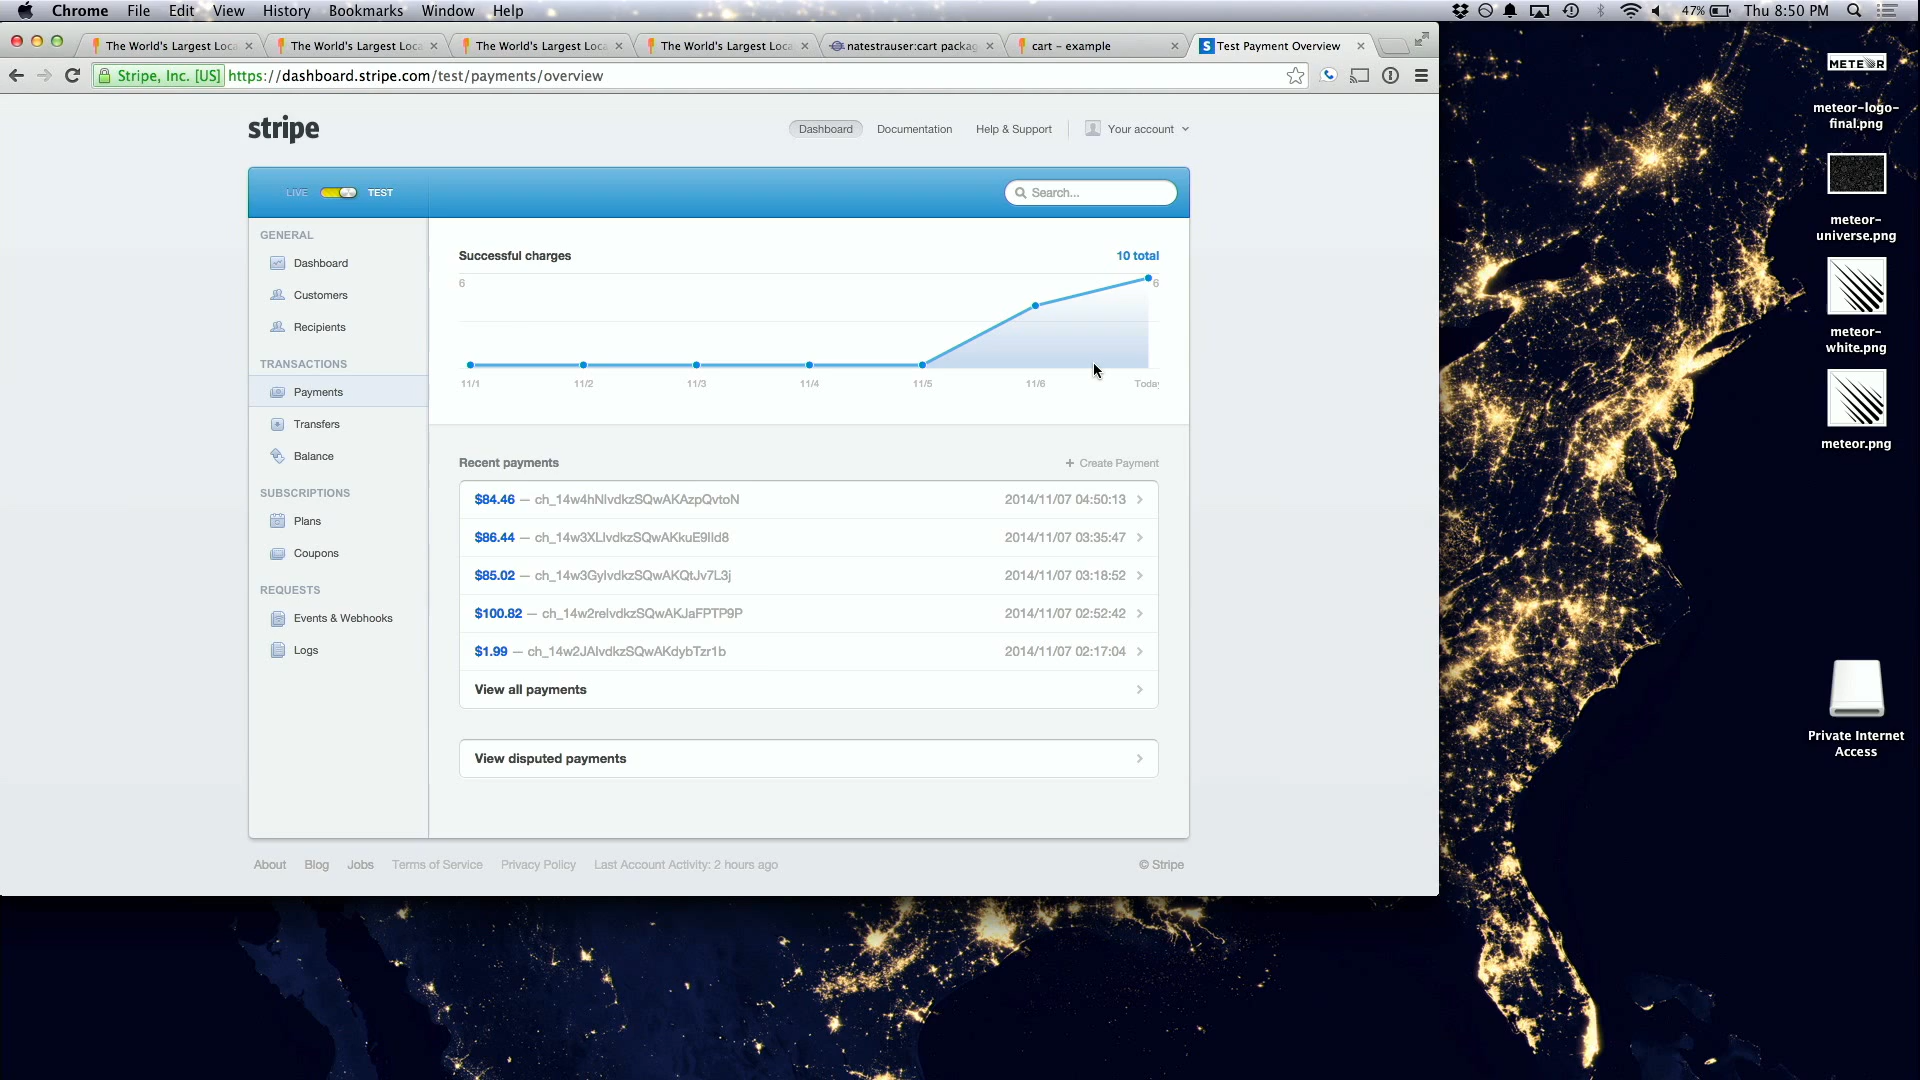 Chrome File Edit View History Bookmarks Window Help
47% Thu 8:50 PM
The World's Largest Loca
The World's Largest Loca
The World's Largest Loca
The World's Largest Loca
natestrauser:cart packag
cart - example
Test Payment Overview
Stripe, Inc. [US] https://dashboard.stripe.com/test/payments/overview
stripe
Dashboard Documentation Help & Support Your account
LIVE TEST
Search...
GENERAL
Dashboard
Customers
Recipients
TRANSACTIONS
Payments
Transfers
Balance
SUBSCRIPTIONS
Plans
Coupons
REQUESTS
Events & Webhooks
Logs
Successful charges 10 total
6 6
11/1 11/2 11/3 11/4 11/5 11/6 Today
Recent payments + Create Payment
$84.46 — ch_14w4hNlvdkzSQwAKAzpQvtoN 2014/11/07 04:50:13
$86.44 — ch_14w3XLlvdkzSQwAKkuE9lld8 2014/11/07 03:35:47
$85.02 — ch_14w3GylvdkzSQwAKQtJv7L3j 2014/11/07 03:18:52
$100.82 — ch_14w2relvdkzSQwAKJaFPTP9P 2014/11/07 02:52:42
$1.99 — ch_14w2JAlvdkzSQwAKdybTzr1b 2014/11/07 02:17:04
View all payments
View disputed payments
About Blog Jobs Terms of Service Privacy Policy Last Account Activity: 2 hours ago © Stripe
METEOR
meteor-logo-
final.png
meteor-
universe.png
meteor-
white.png
meteor.png
Private Internet
Access